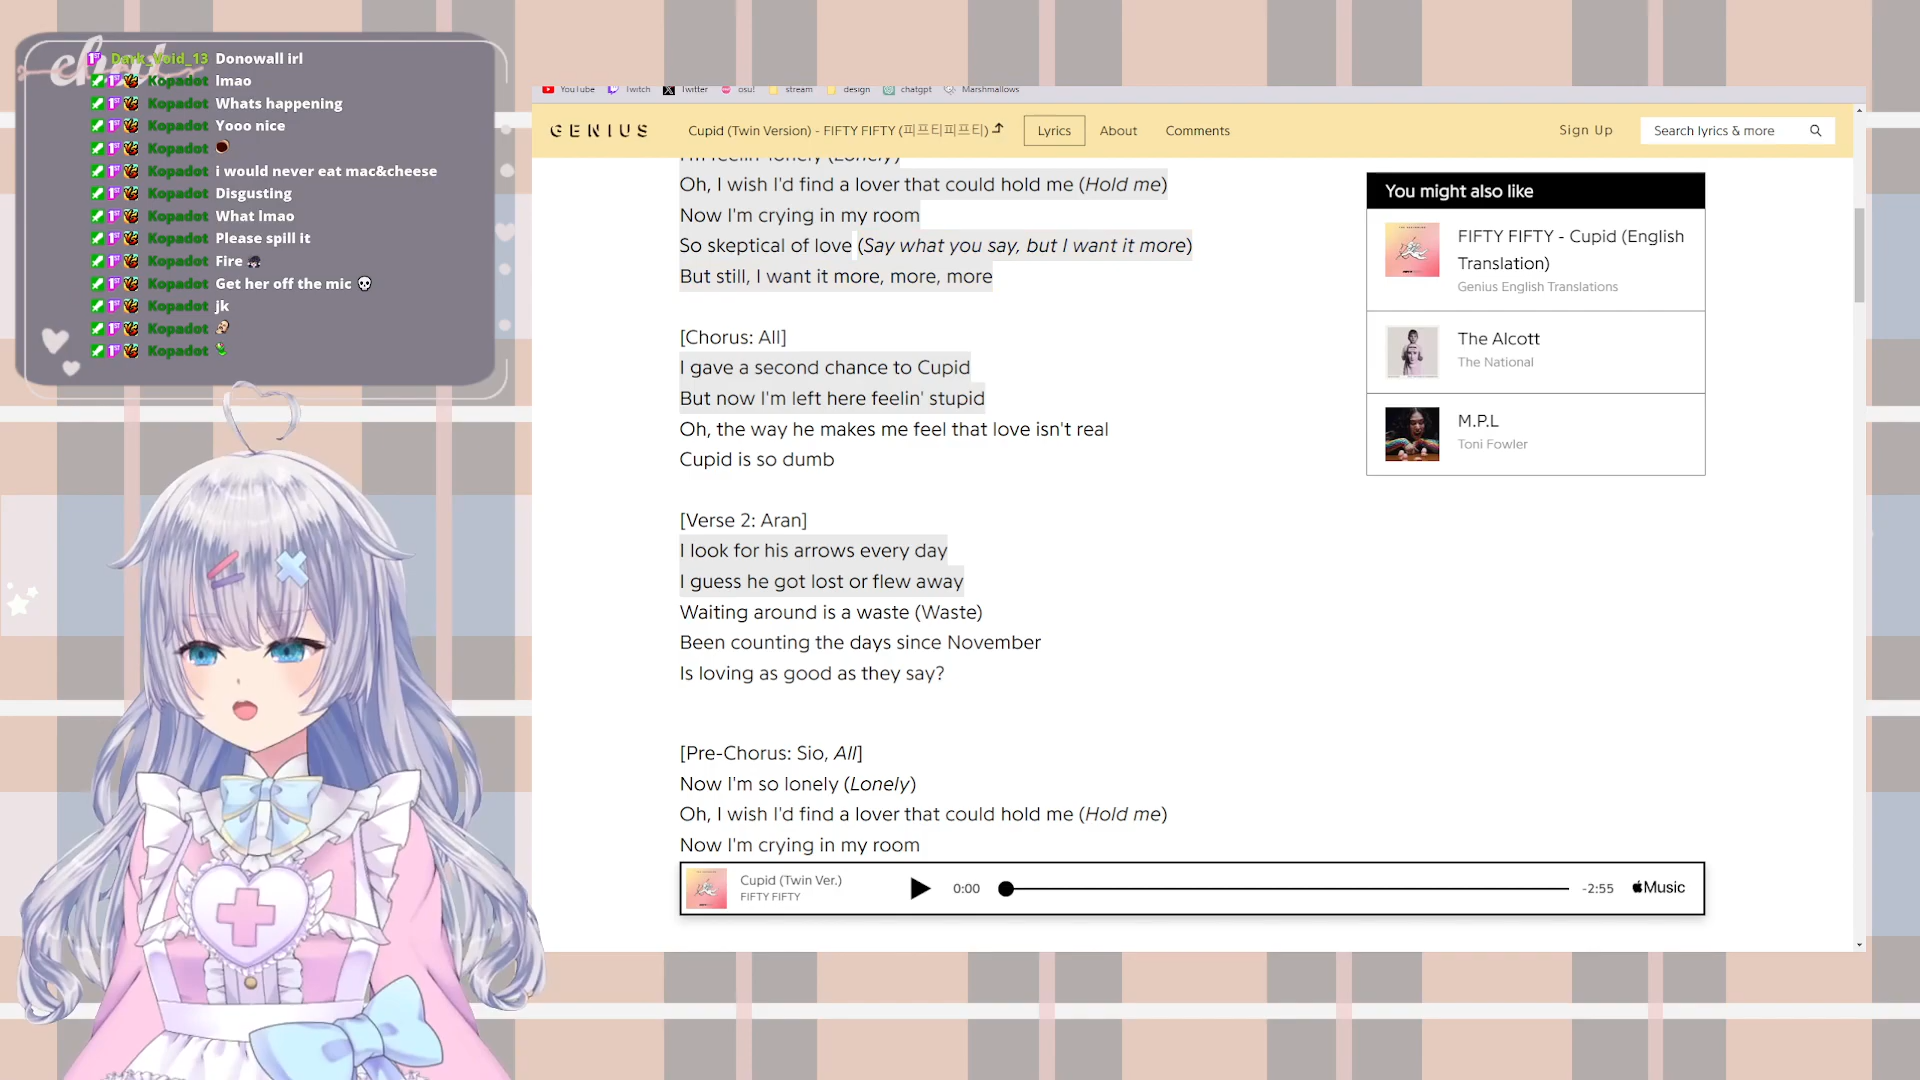 chat
Dark_Void_13 Donowall irl
Kopadot lmao
Kopadot Whats happening
Kopadot Yooo nice
Kopadot
Kopadot i would never eat mac&cheese
Kopadot Disgusting
Kopadot What lmao
Kopadot Please spill it
Kopadot Fire
Kopadot Get her off the mic 💀
Kopadot jk
Kopadot
Kopadot
YouTube Twitch Twitter osu! stream design chatgpt Marshmallows
GENIUS Cupid (Twin Version) - FIFTY FIFTY (피프티피프티) Lyrics About Comments Sign Up Search lyrics & more
I'm feelin' lonely (Lonely)
Oh, I wish I'd find a lover that could hold me (Hold me)
Now I'm crying in my room
So skeptical of love (Say what you say, but I want it more)
But still, I want it more, more, more
[Chorus: All]
I gave a second chance to Cupid
But now I'm left here feelin' stupid
Oh, the way he makes me feel that love isn't real
Cupid is so dumb
[Verse 2: Aran]
I look for his arrows every day
I guess he got lost or flew away
Waiting around is a waste (Waste)
Been counting the days since November
Is loving as good as they say?
[Pre-Chorus: Sio, All]
Now I'm so lonely (Lonely)
Oh, I wish I'd find a lover that could hold me (Hold me)
Now I'm crying in my room
You might also like
FIFTY FIFTY - Cupid (English
Translation)
Genius English Translations
The Alcott
The National
M.P.L
Toni Fowler
Cupid (Twin Ver.)
FIFTY FIFTY
0:00
-2:55
Music